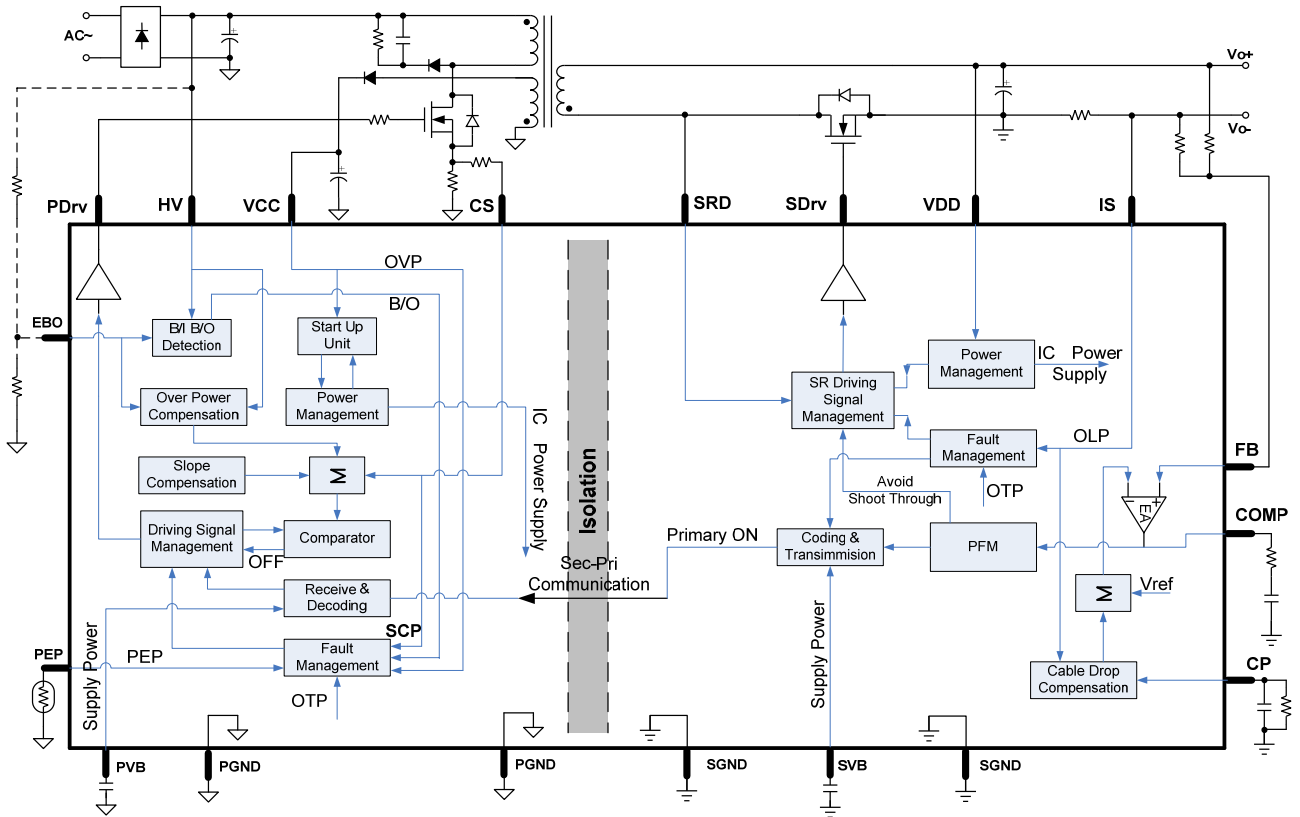 AC~
Vo+
Vo-
PDrv
HV
VCC
CS
SRD
SDrv
VDD
IS
OVP
B/O
EBO
B/I B/O
Detection
Start Up
Unit
Power
Management
IC Power
Supply
SR Driving
Signal
Management
Over Power
Compensation
Power
Management
IC Power Supply
Isolation
Fault
Management
OLP
FB
Slope
Compensation
M
Avoid
Shoot Through
OTP
EA
COMP
Driving Signal
Management
Comparator
OFF
Primary ON
Coding &
Transimmision
PFM
Sec-Pri
Communication
Receive &
Decoding
M
Vref
SCP
PEP
PEP
Fault
Management
Supply Power
Supply Power
Cable Drop
Compensation
CP
OTP
PVB
PGND
PGND
SGND
SVB
SGND